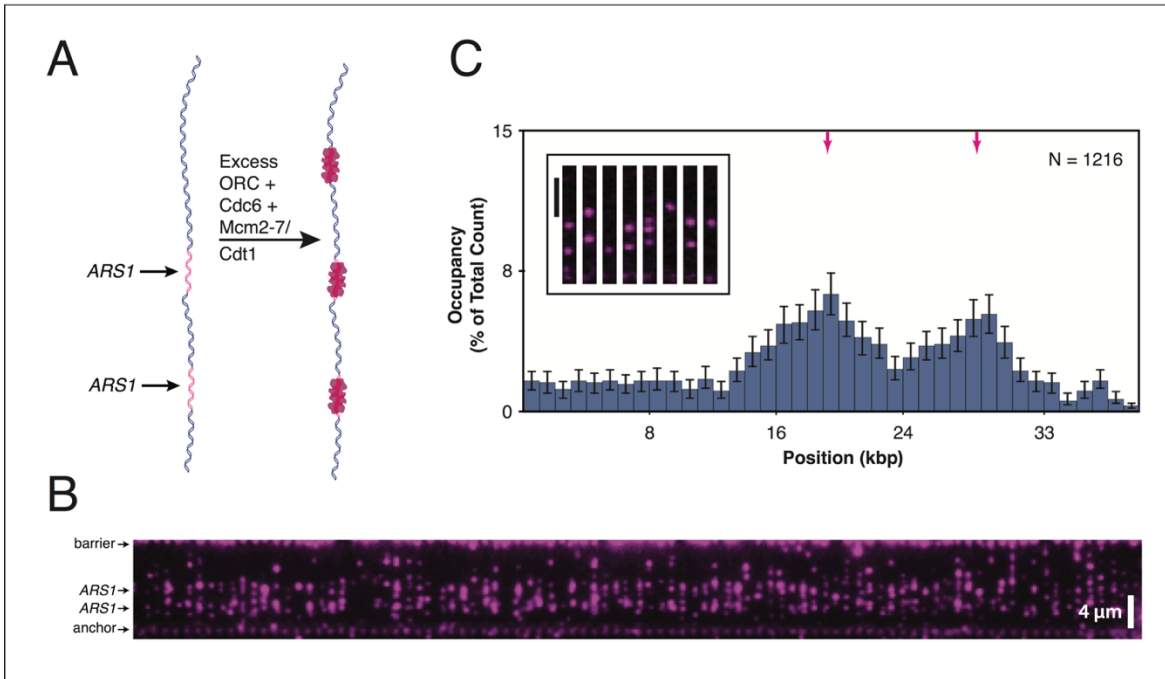 A
ARS1
ARS1
Excess
ORC +
Cdc6 +
Mcm2-7/
Cdt1
C
15
8
0
Occupancy
(% of Total Count)
N = 1216
8
16
24
33
Position (kbp)
B
barrier
ARS1
ARS1
anchor
4 µm